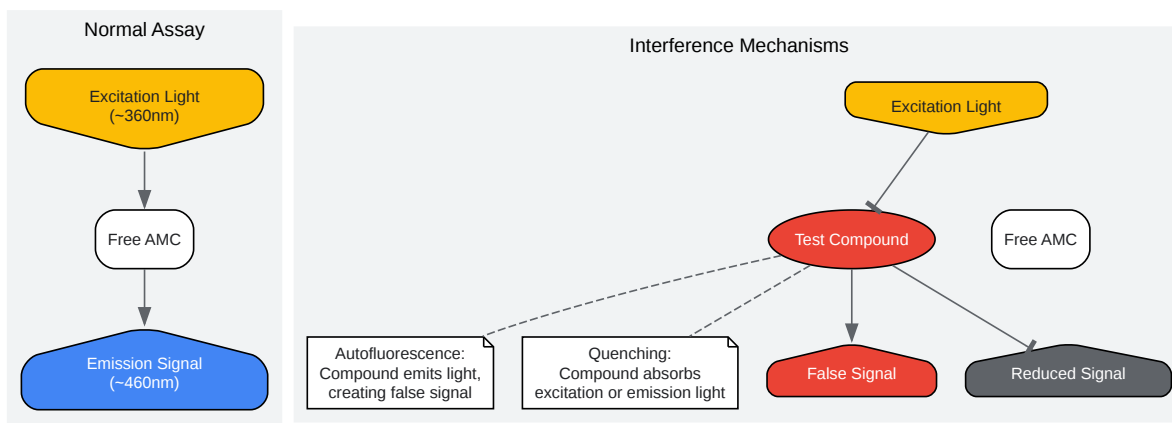 Normal Assay
Excitation Light
(~360nm)
Free AMC
Emission Signal
(~460nm)
Interference Mechanisms
Excitation Light
Test Compound
Free AMC
Autofluorescence:
Compound emits light,
creating false signal
Quenching:
Compound absorbs
excitation or emission light
False Signal
Reduced Signal